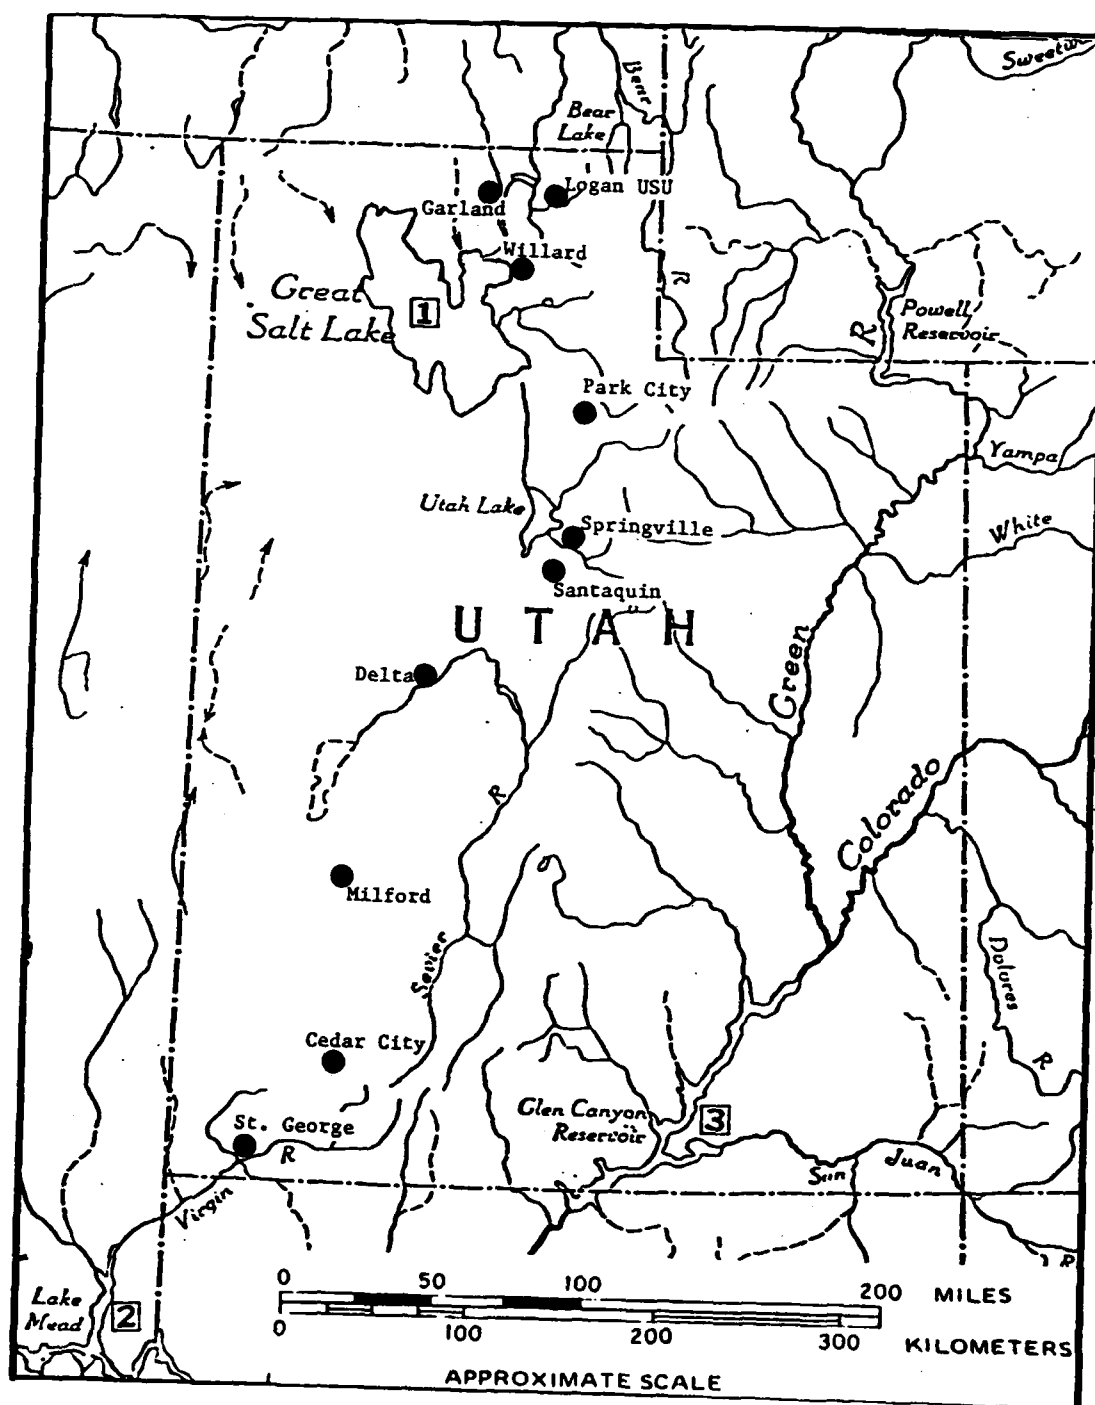 Sweetw
Bear
Bear
Lake
Logan USU
Garland
Willard
Great
Salt Lake
1
R
Powell
Reservoir
R
Park City
Yampa
Utah Lake
Springville
White
Santaquin
UTAH
Delta
Green
Colorado
R
Milford
Sevier
Dolores
R
Cedar City
Glen Canyon
Reservoir
3
St. George
R
Virgin
San Juan
R
Lake
Mead
2
0 50 100 200 MILES
0 100 200 300 KILOMETERS
APPROXIMATE SCALE